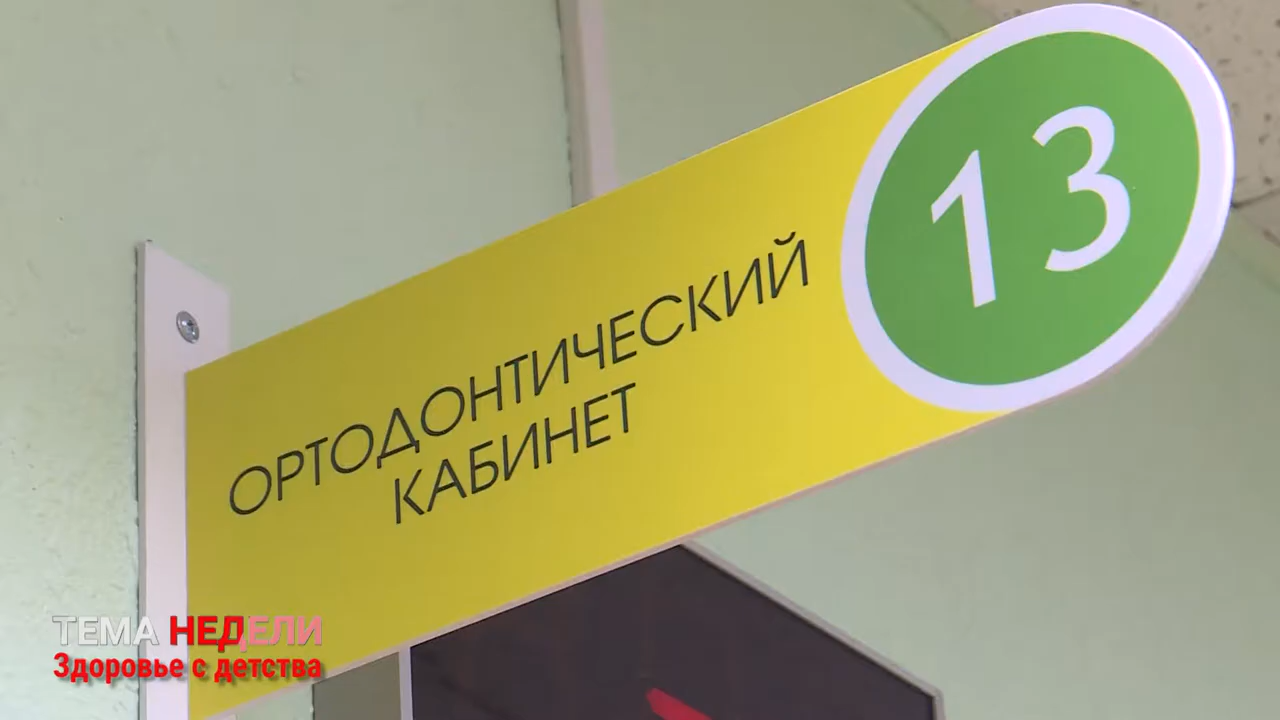 13
ОРТОДОНТИЧЕСКИЙ
КАБИНЕТ
ТЕМА НЕДЕЛИ
Здоровье с детства